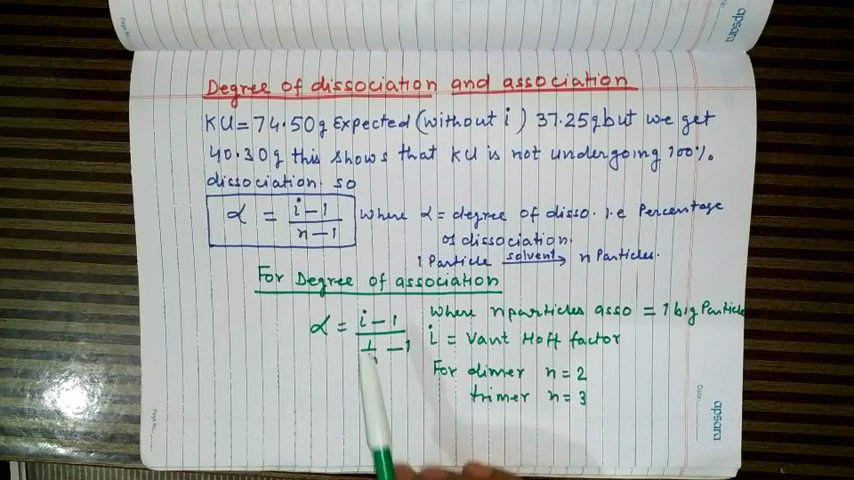 apsara
Degree of dissociation and association
KCl = 74.50g Expected (without i) 37.25g but we get
40.30g this shows that KCl is not undergoing 100%
dissociation. so
α = i-1 / n-1 where α = degree of disso. i.e Percentage
of dissociation.
1 Particle solvent→ n Particles.
For Degree of association
α = i-1 / 1/n -1 where n particles asso = 1 big Particle
i = vant Hoff factor
For dimer n = 2
trimer n = 3
Date:
apsara
Page No.